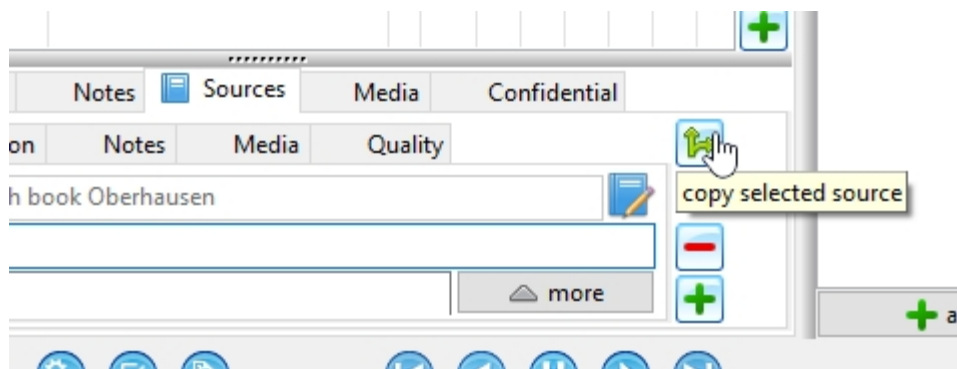 Notes Sources Media Confidential
on Notes Media Quality
h book Oberhausen
copy selected source
more
a